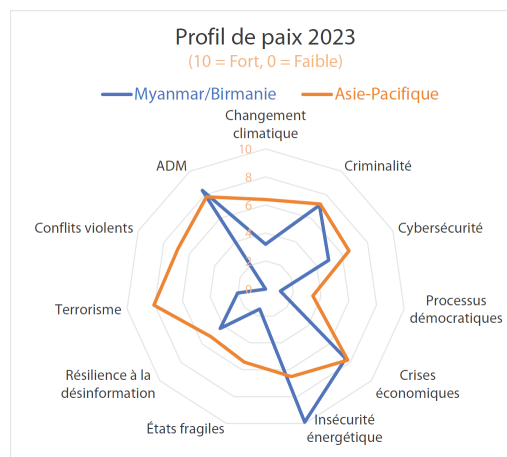 Profil de paix 2023
(10 = Fort, 0 = Faible)
Myanmar/Birmanie
Asie-Pacifique
Changement
climatique
10
8
6
4
2
0
ADM
Criminalité
Conflits violents
Cybersécurité
Terrorisme
Processus
démocratiques
Résilience à la
désinformation
Crises
économiques
États fragiles
Insécurité
énergétique